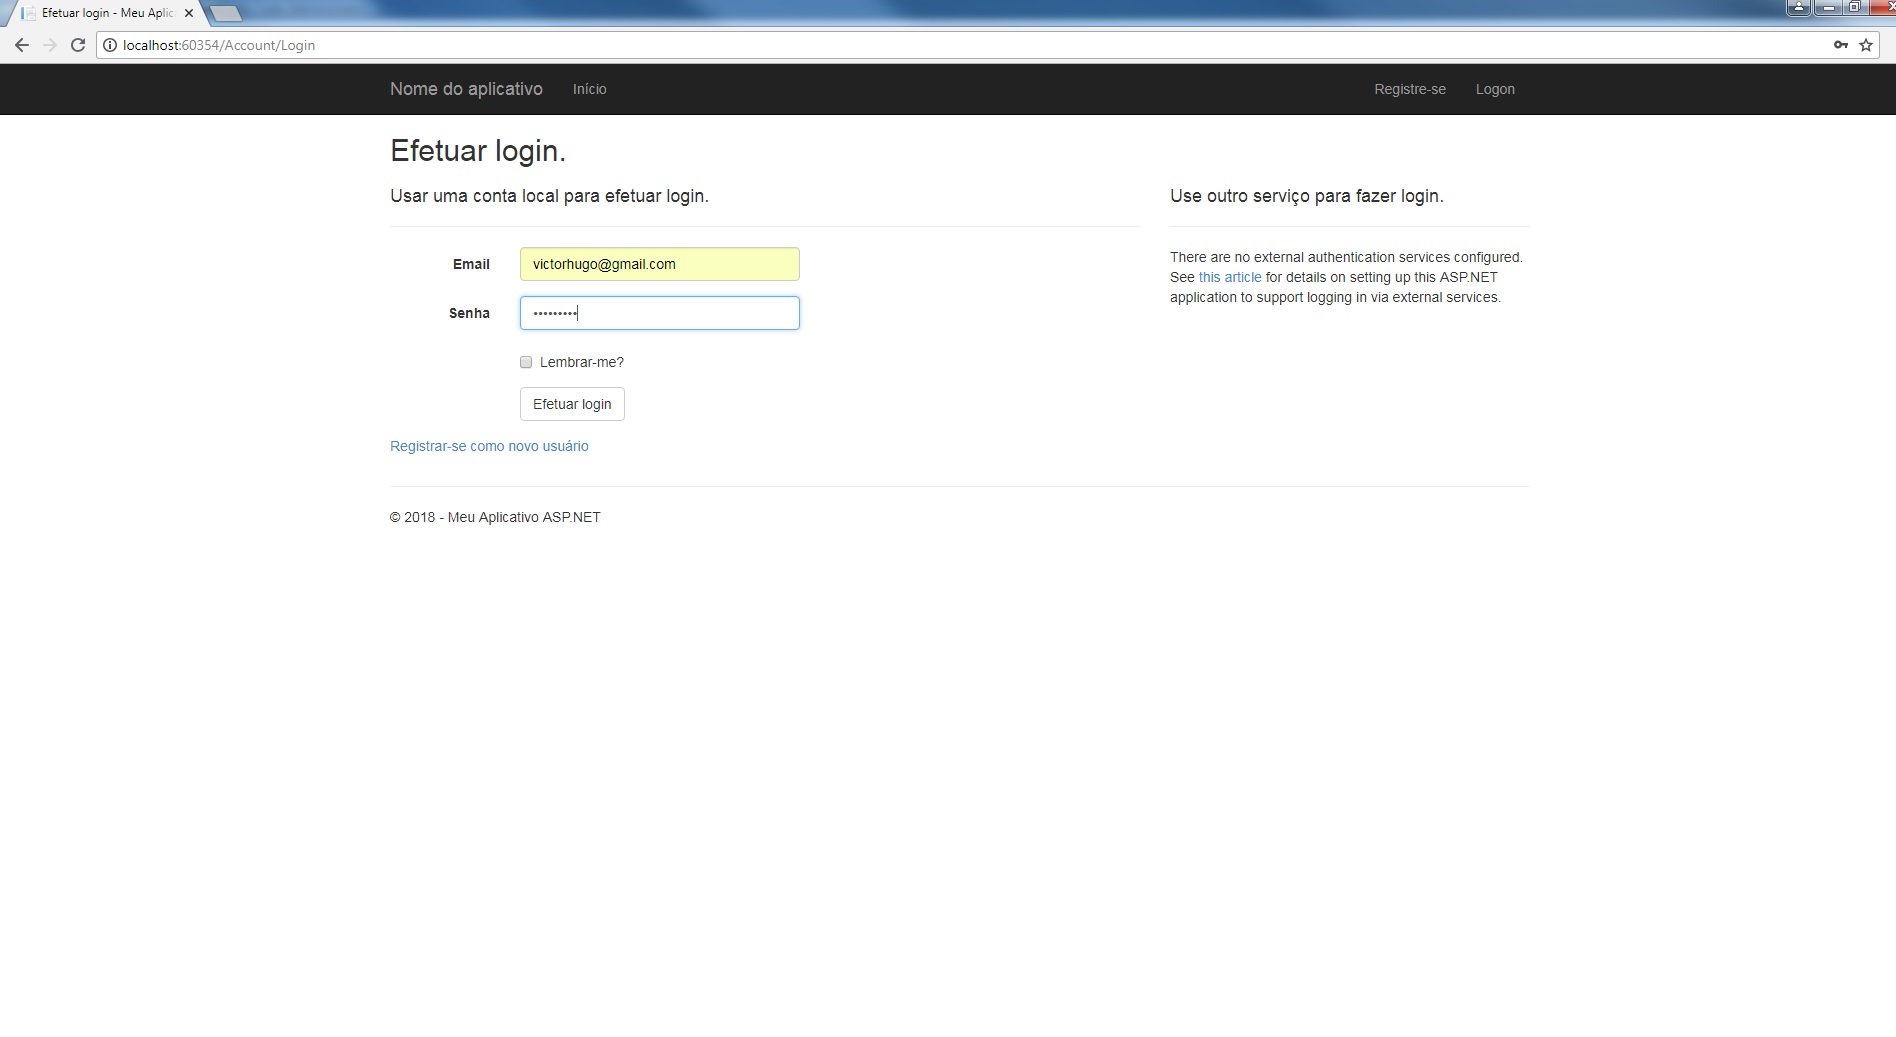 Efetuar login - Meu Aplic
localhost:60354/Account/Login
Nome do aplicativo Início Registre-se Logon
Efetuar login.
Usar uma conta local para efetuar login.
Email victorhugo@gmail.com
Senha •••••••••
Lembrar-me?
Efetuar login
Registrar-se como novo usuário
Use outro serviço para fazer login.
There are no external authentication services configured.
See this article for details on setting up this ASP.NET
application to support logging in via external services.
© 2018 - Meu Aplicativo ASP.NET